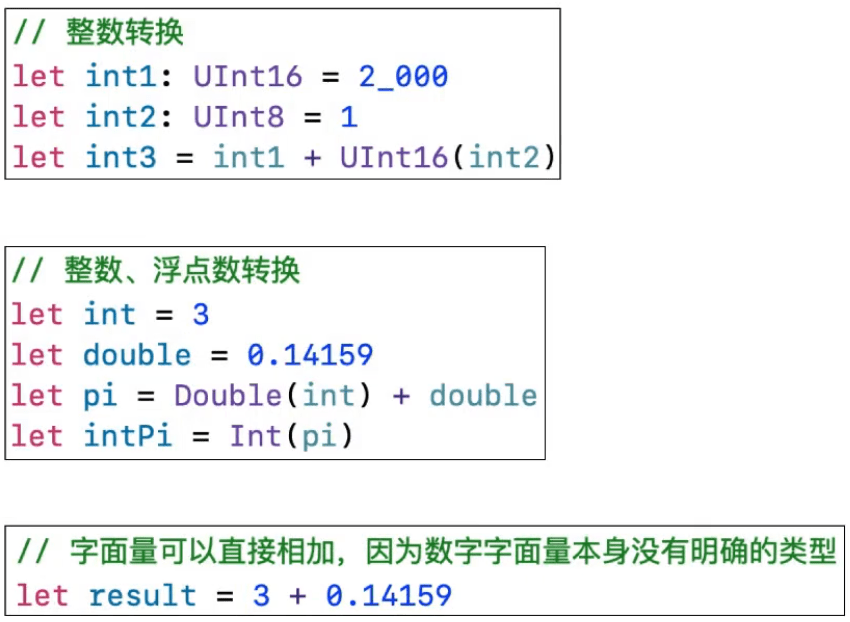 // 整数转换
let int1: UInt16 = 2_000
let int2: UInt8 = 1
let int3 = int1 + UInt16(int2)
// 整数、浮点数转换
let int = 3
let double = 0.14159
let pi = Double(int) + double
let intPi = Int(pi)
// 字面量可以直接相加，因为数字字面量本身没有明确的类型
let result = 3 + 0.14159